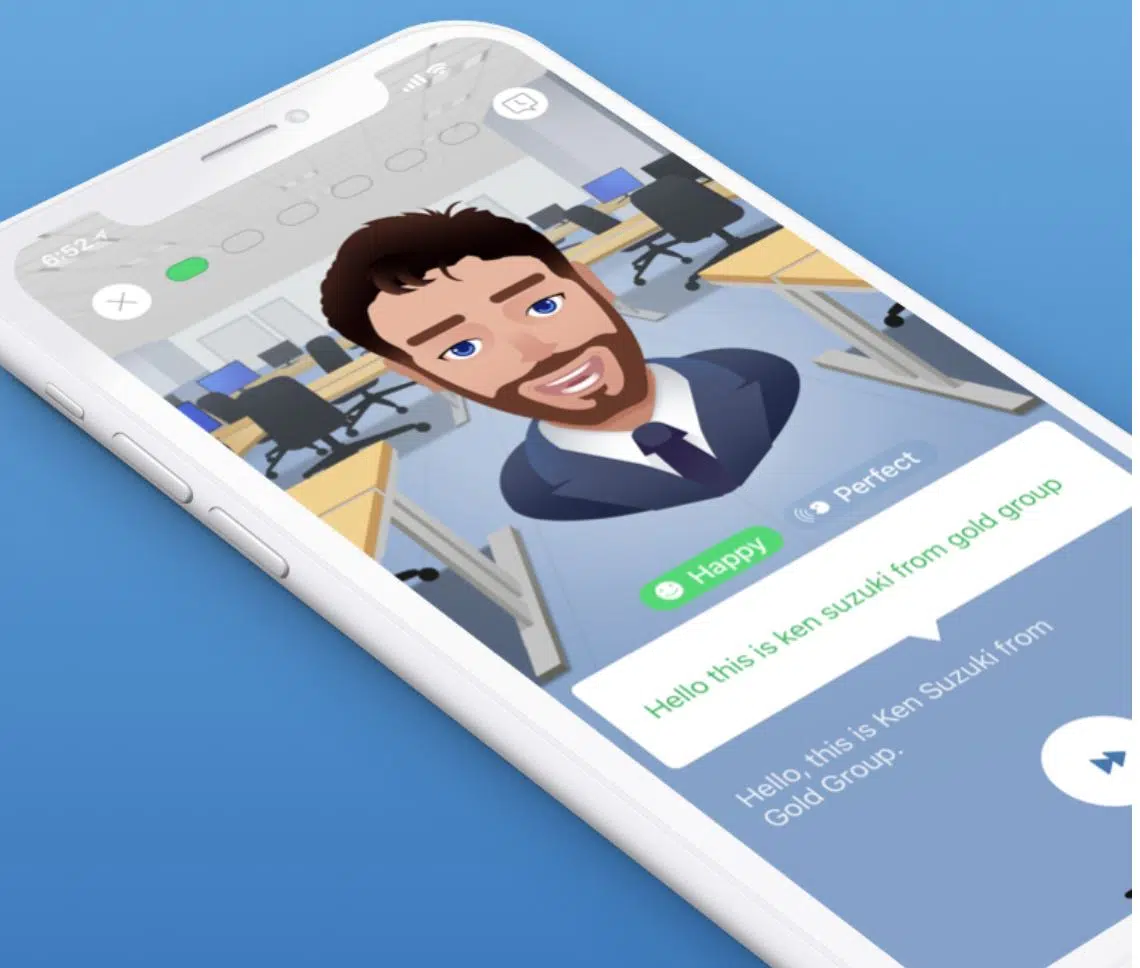 6:52
Perfect
Happy
Hello this is ken suzuki from gold group
Hello, this is Ken Suzuki from
Gold Group.